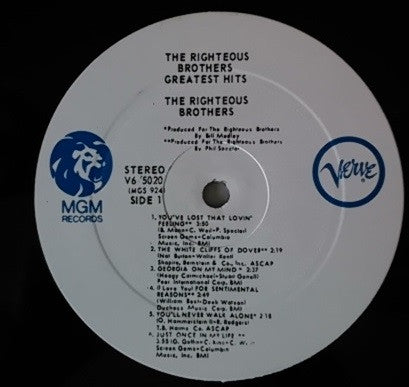 THE RIGHTEOUS
BROTHERS
GREATEST HITS
THE RIGHTEOUS
BROTHERS
*Produced For The Righteous Brothers
By Bill Medley
**Produced For The Righteous Brothers
By Phil Spector
STEREO
V6 5020
(MGS 924)
SIDE 1
MGM
RECORDS
Verve
1. YOU'VE LOST THAT LOVIN'
FEELING** 3:50
(B. Mann-C. Weil-P. Spector)
Screen Gems-Columbia
Music, Inc. BMI
2. THE WHITE CLIFFS OF DOVER** 2:19
(Nat Burton-Walter Kent)
Shapiro, Bernstein & Co., Inc. ASCAP
3. GEORGIA ON MY MIND * 2:37
(Hoagy Carmichael-Stuart Gorrell)
Peer International Corp. BMI
4. (I Love You) FOR SENTIMENTAL
REASONS** 2:49
(William Best-Deek Watson)
Duchess Music Corp. BMI
5. YOU'LL NEVER WALK ALONE* 2:18
(O. Hammerstein II-R. Rodgers)
T.B. Harms Co. ASCAP
JUST ONCE IN MY LIFE **
3:55 (G. Goffin-C. King-
Screen Gems-Columbia
Music, Inc. BMI